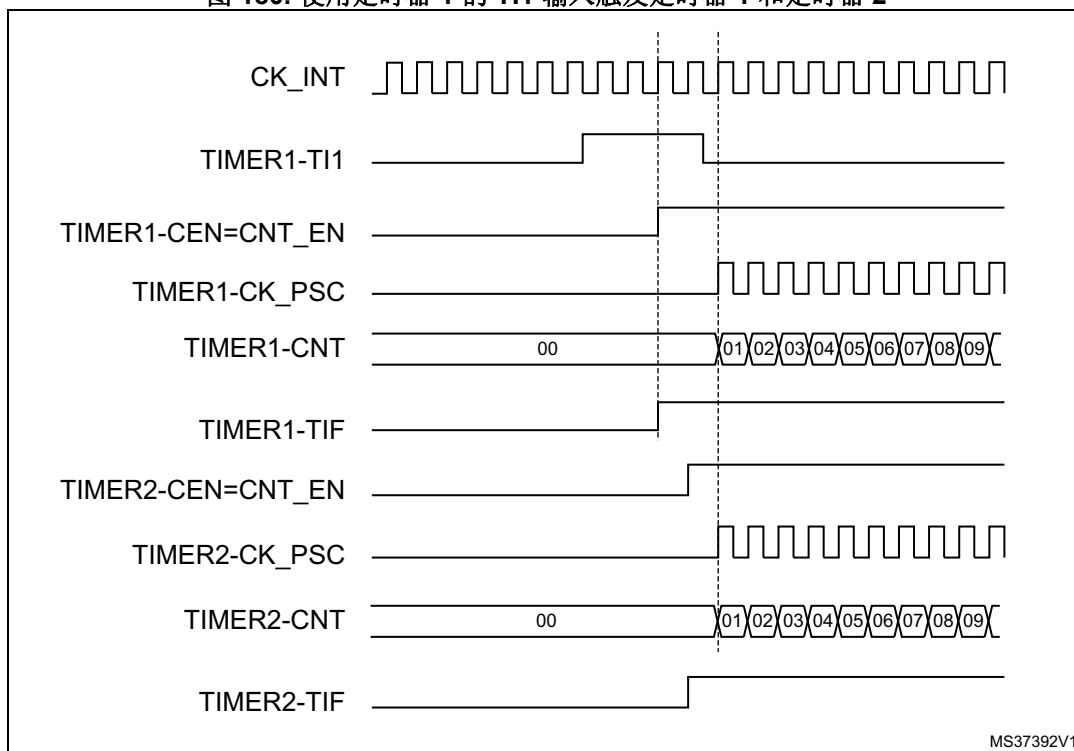 CK_INT
TIMER1-TI1
TIMER1-CEN=CNT_EN
TIMER1-CK_PSC
TIMER1-CNT 00 01 02 03 04 05 06 07 08 09
TIMER1-TIF
TIMER2-CEN=CNT_EN
TIMER2-CK_PSC
TIMER2-CNT 00 01 02 03 04 05 06 07 08 09
TIMER2-TIF
MS37392V1